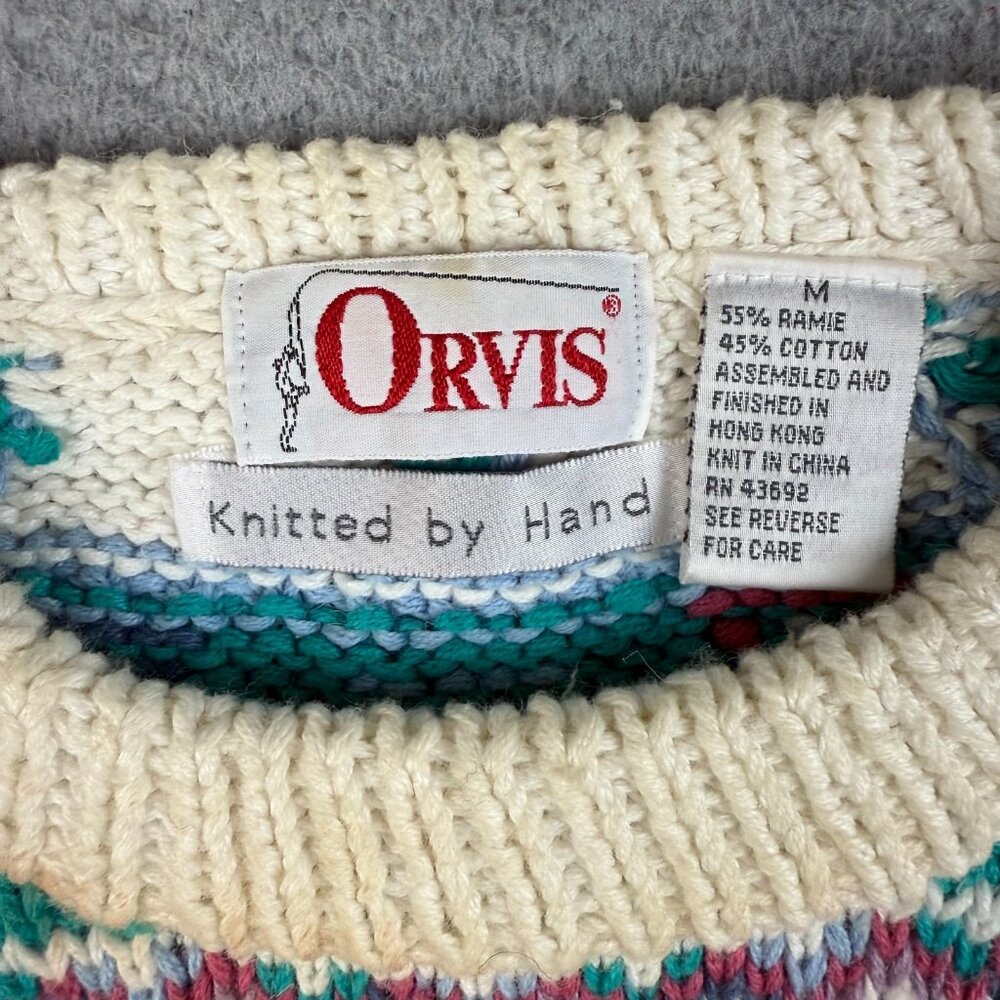 ORVIS®
Knitted by Hand
M
55% RAMIE
45% COTTON
ASSEMBLED AND
FINISHED IN
HONG KONG
KNIT IN CHINA
RN 43692
SEE REVERSE
FOR CARE